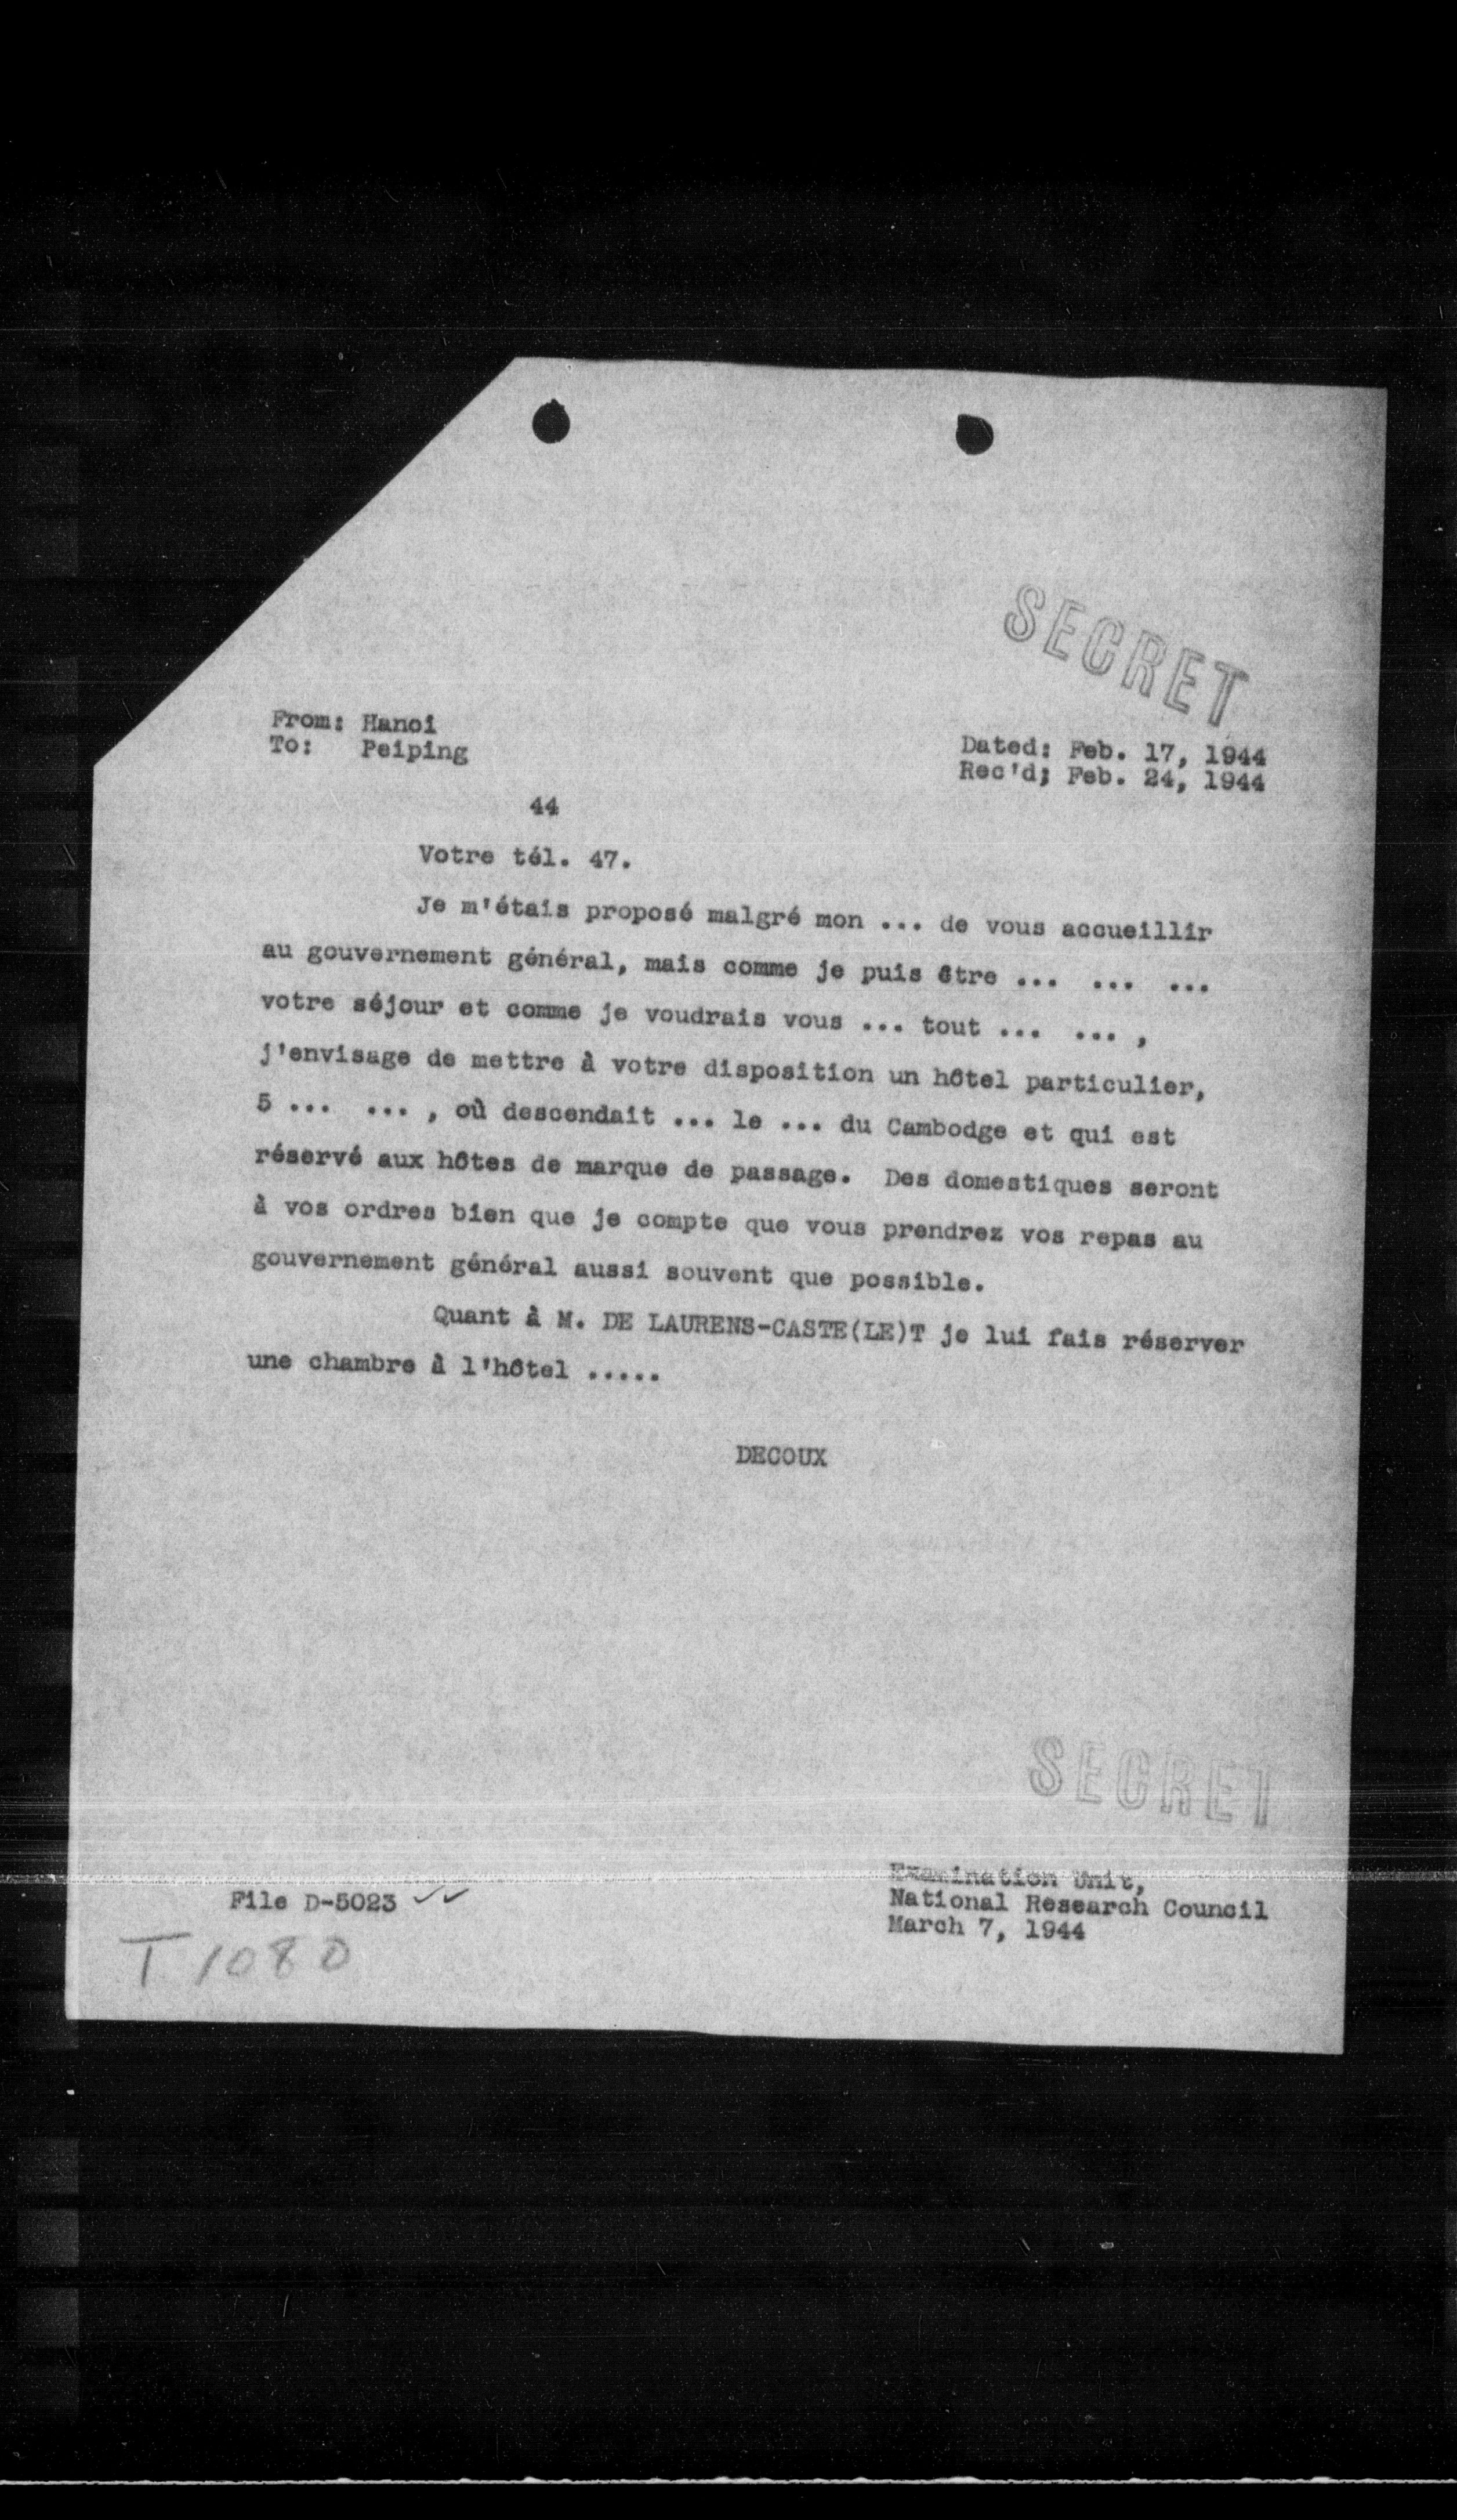 SECRET
From: Hanoi
To: Peiping
Dated: Feb. 17, 1944
Rec'd; Feb. 24, 1944
44
Votre tél. 47.
Je m'étais proposé malgré mon ... de vous accueillir
au gouvernement général, mais comme je puis être ... ... ...
votre séjour et comme je voudrais vous ... tout ... ... ,
j'envisage de mettre à votre disposition un hôtel particulier,
5 ... ... , où descendait ... le ... du Cambodge et qui est
réservé aux hôtes de marque de passage. Des domestiques seront
à vos ordres bien que je compte que vous prendrez vos repas au
gouvernement général aussi souvent que possible.
Quant à M. DE LAURENS-CASTE(LE)T je lui fais réserver
une chambre à l'hôtel .....
DECOUX
SECRET
Examination Unit,
National Research Council
March 7, 1944
File D-5023 ✓✓
T 1080